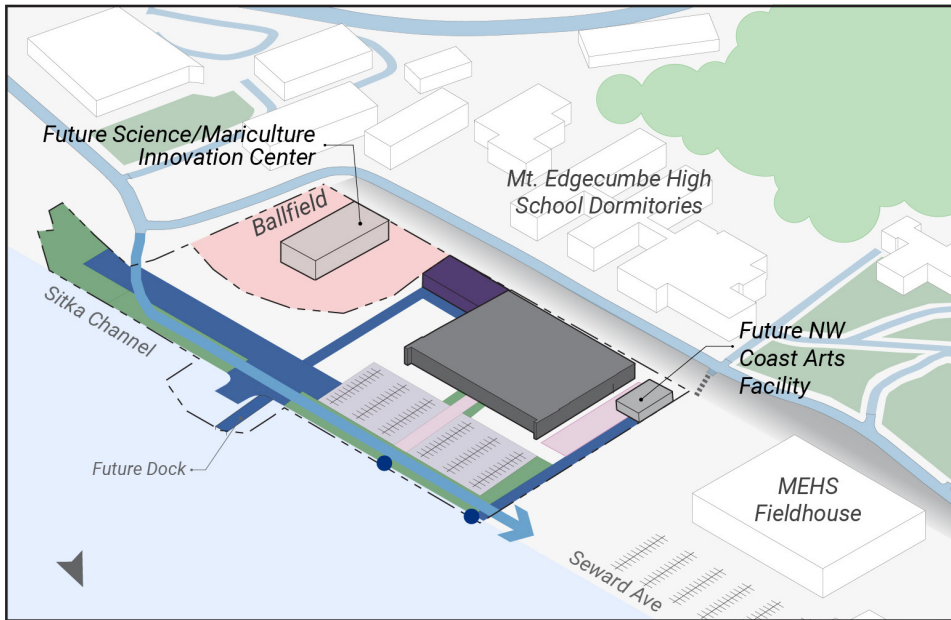 Future Science/Mariculture
Innovation Center
Ballfield
Mt. Edgecumbe High
School Dormitories
Sitka Channel
Future NW
Coast Arts
Facility
Future Dock
MEHS
Fieldhouse
Seward Ave